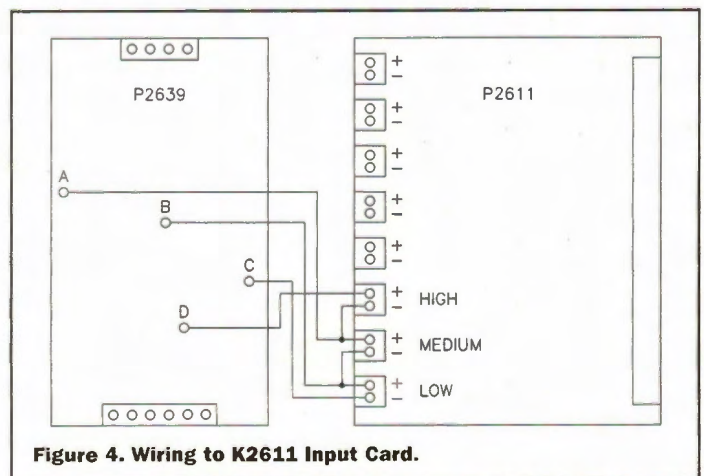 P2639
P2611
+
−
+
−
+
−
+
−
+
−
A
B
C
D
+
−
HIGH
+
−
MEDIUM
+
−
LOW
Figure 4. Wiring to K2611 Input Card.